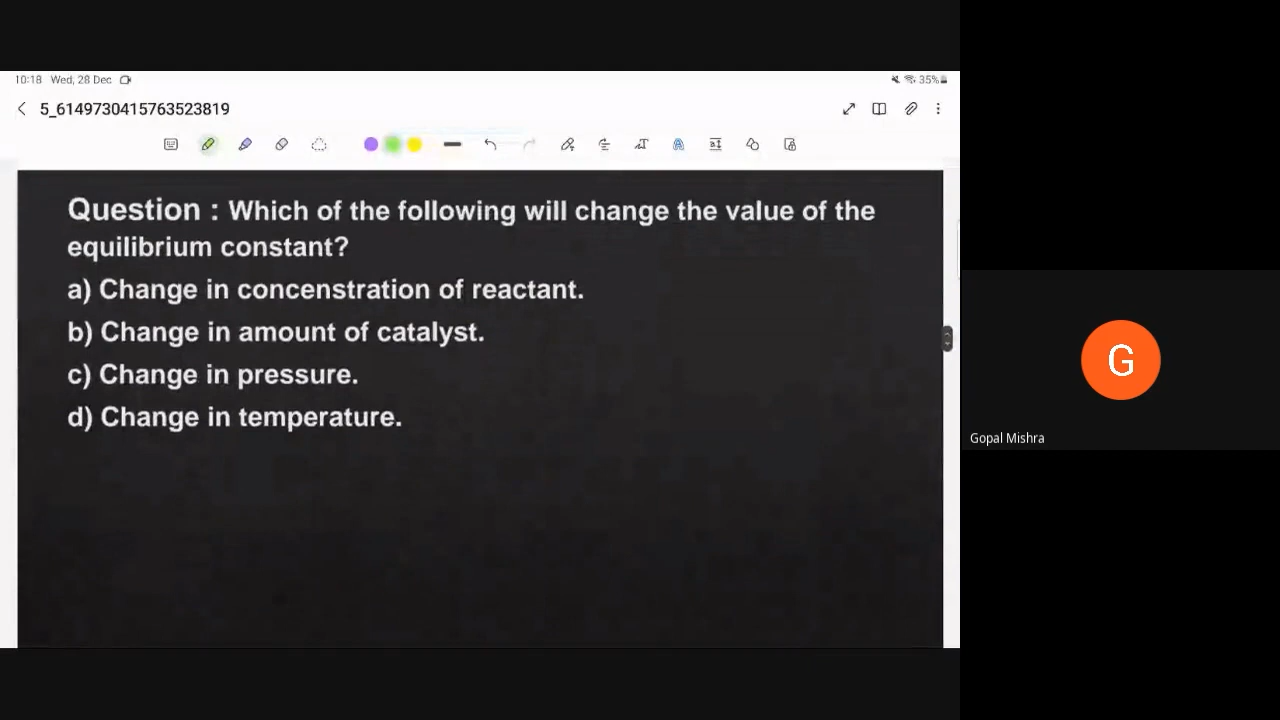 10:18 Wed, 28 Dec
35%
5_6149730415763523819
Question : Which of the following will change the value of the
equilibrium constant?
a) Change in concenstration of reactant.
b) Change in amount of catalyst.
c) Change in pressure.
d) Change in temperature.
G
Gopal Mishra